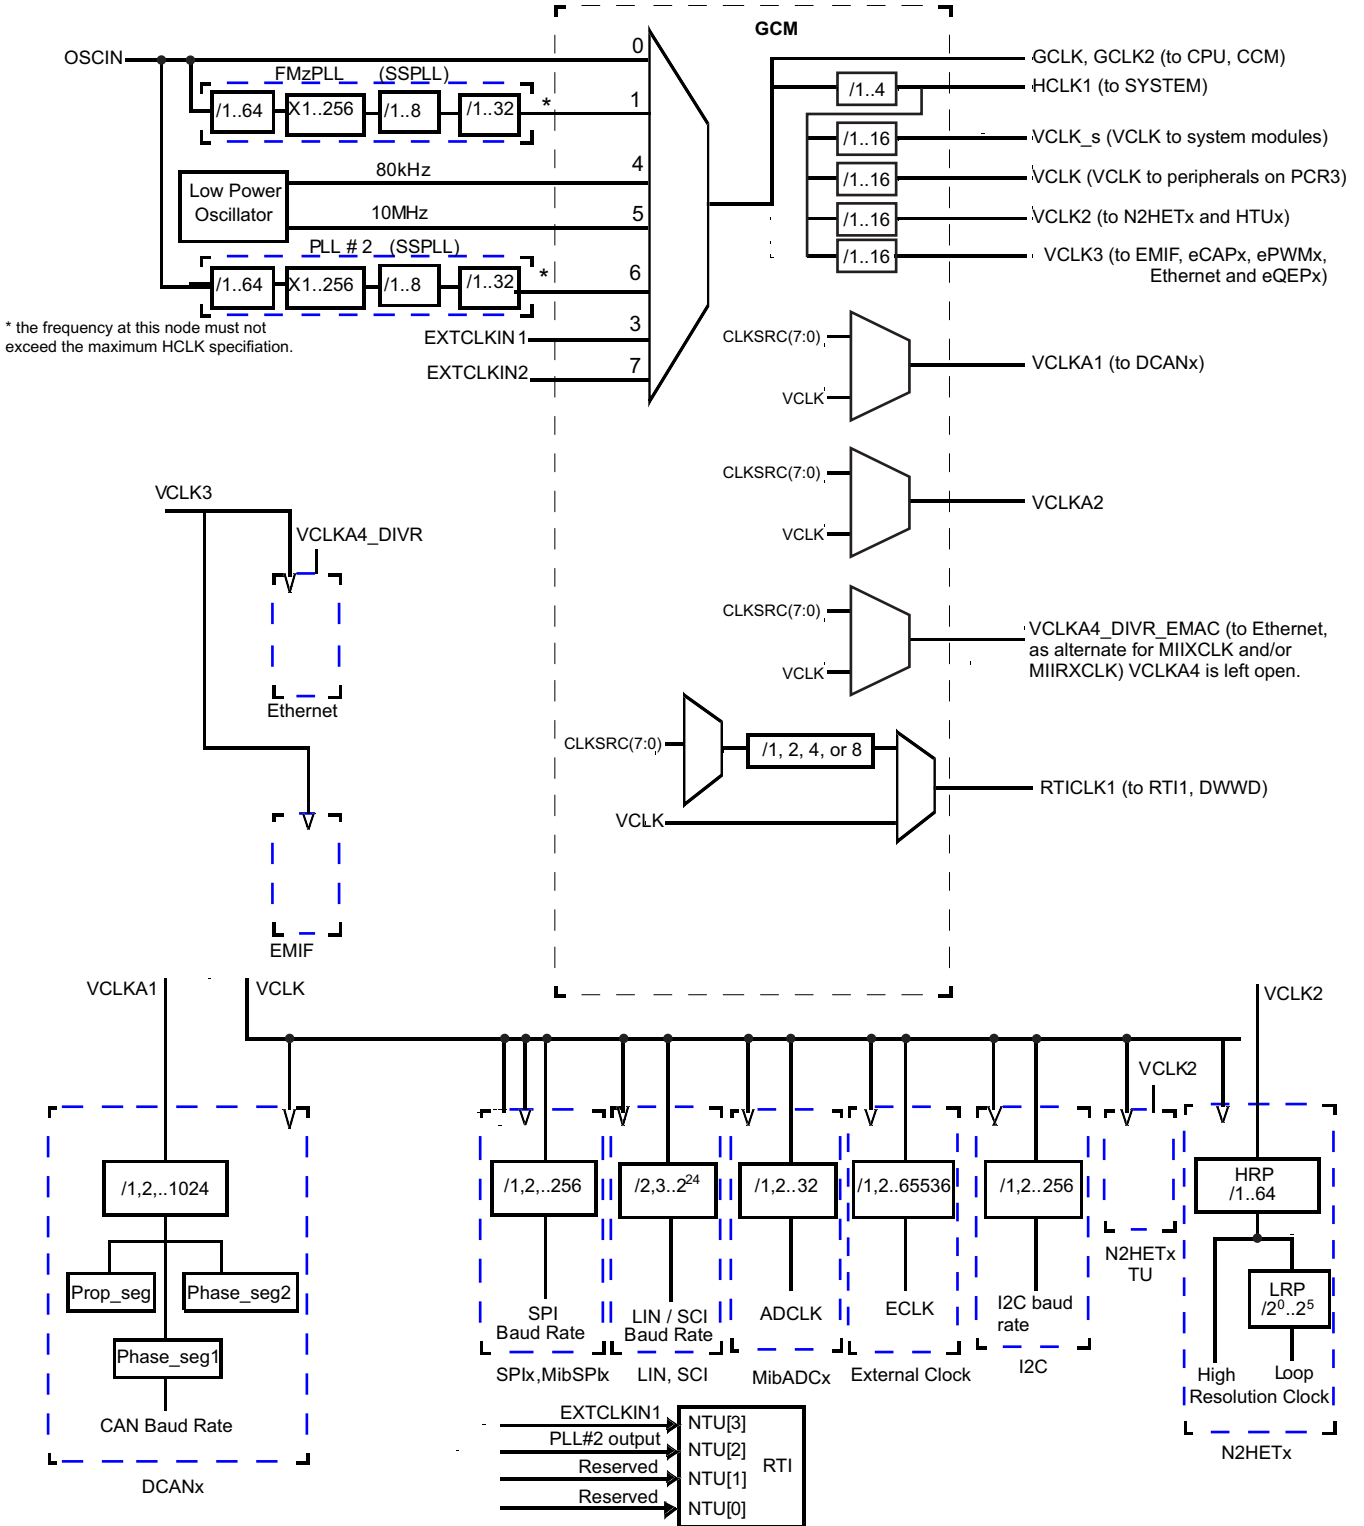 GCM
OSCIN
0
FMzPLL (SSPLL)
/1..64
X1..256
/1..8
/1..32
*
1
Low Power
Oscillator
80kHz
4
10MHz
5
PLL # 2 (SSPLL)
/1..64
X1..256
/1..8
/1..32
*
6
* the frequency at this node must not
exceed the maximum HCLK specifiation.
EXTCLKIN1
3
EXTCLKIN2
7
GCLK, GCLK2 (to CPU, CCM)
/1..4
HCLK1 (to SYSTEM)
/1..16
VCLK_s (VCLK to system modules)
/1..16
VCLK (VCLK to peripherals on PCR3)
/1..16
VCLK2 (to N2HETx and HTUx)
/1..16
VCLK3 (to EMIF, eCAPx, ePWMx,
Ethernet and eQEPx)
CLKSRC(7:0)
VCLK
VCLKA1 (to DCANx)
CLKSRC(7:0)
VCLK
VCLKA2
CLKSRC(7:0)
VCLK
VCLKA4_DIVR_EMAC (to Ethernet,
as alternate for MIIXCLK and/or
MIIRXCLK) VCLKA4 is left open.
CLKSRC(7:0)
/1, 2, 4, or 8
VCLK
RTICLK1 (to RTI1, DWWD)
VCLK3
VCLKA4_DIVR
Ethernet
EMIF
VCLKA1
VCLK
VCLK2
VCLK2
/1,2,..1024
Prop_seg
Phase_seg2
Phase_seg1
CAN Baud Rate
DCANx
/1,2,..256
SPI
Baud Rate
SPIx,MibSPIx
/2,3..2^24
LIN / SCI
Baud Rate
LIN, SCI
/1,2..32
ADCLK
MibADCx
/1,2..65536
ECLK
External Clock
/1,2..256
I2C baud
rate
I2C
N2HETx
TU
HRP
/1..64
LRP
/2^0..2^5
High
Loop
Resolution Clock
N2HETx
EXTCLKIN1
NTU[3]
PLL#2 output
NTU[2]
Reserved
NTU[1]
Reserved
NTU[0]
RTI